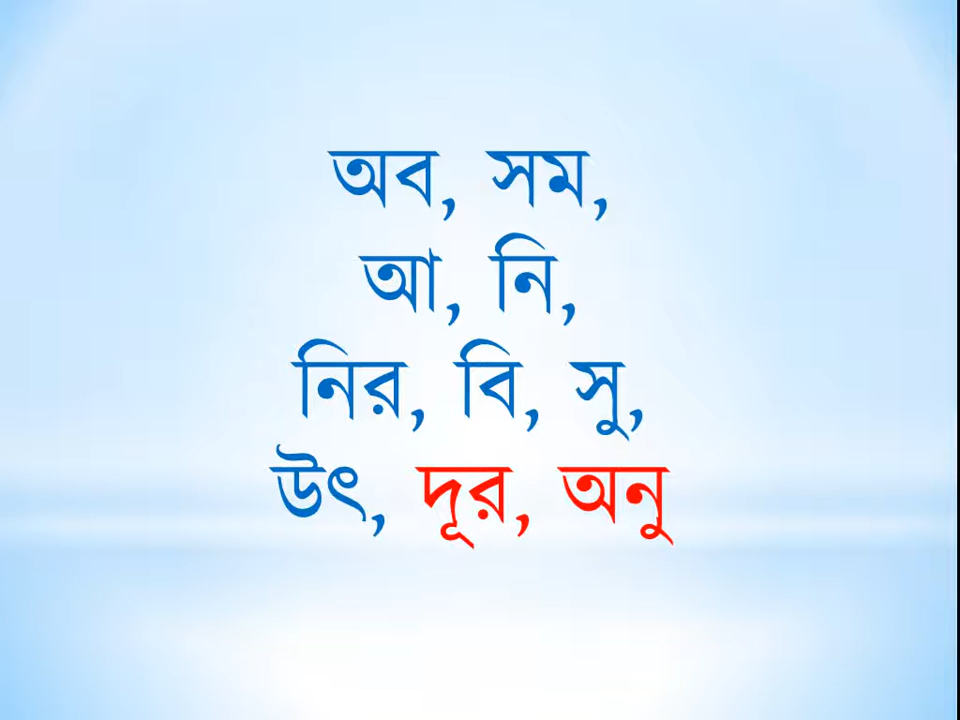 অব, সম,
আ, নি,
নির, বি, সু,
উৎ, দূর, অনু